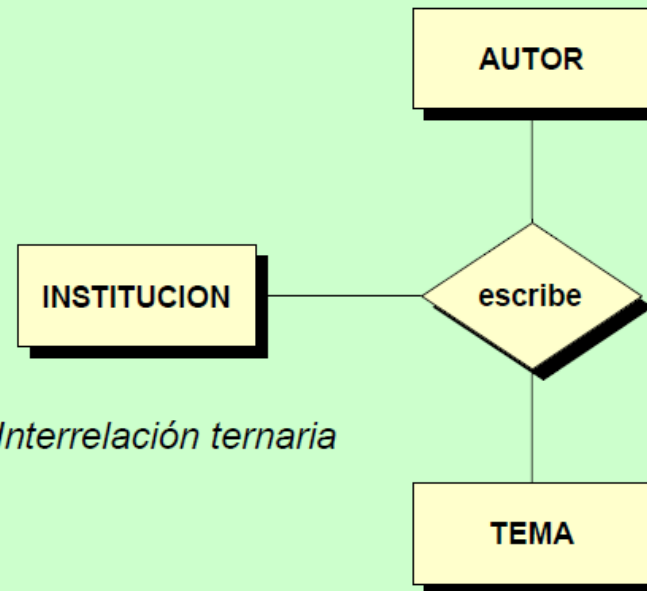 AUTOR
INSTITUCION
escribe
Interrelación ternaria
TEMA